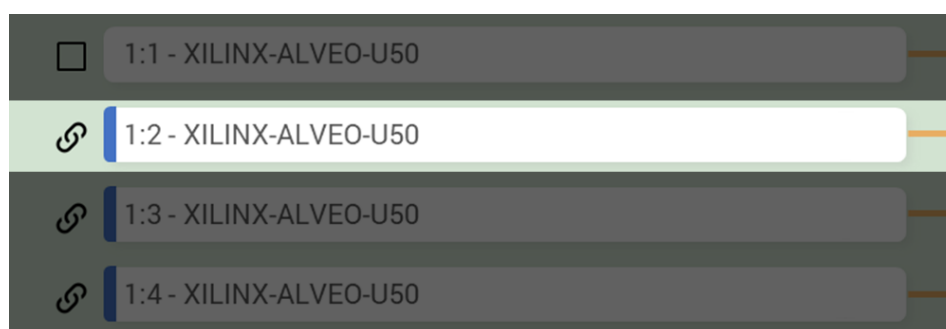 1:1 - XILINX-ALVEO-U50
1:2 - XILINX-ALVEO-U50
1:3 - XILINX-ALVEO-U50
1:4 - XILINX-ALVEO-U50